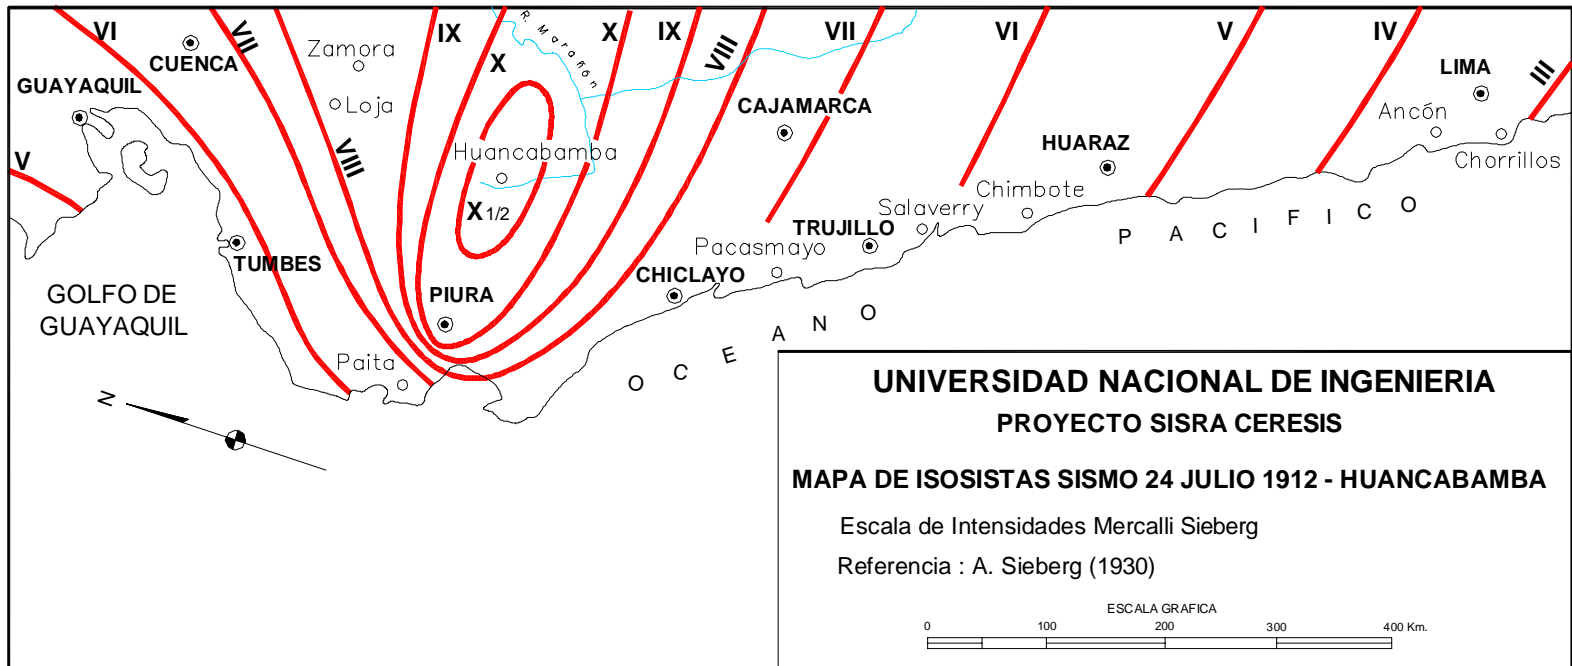 VI
VII
IX
X
R. Marañón
X
IX
VIII
VII
VI
V
IV
III
CUENCA
Zamora
X
LIMA
GUAYAQUIL
Loja
CAJAMARCA
Ancón
V
VIII
Huancabamba
HUARAZ
Chorrillos
X 1/2
Chimbote
Salaverry
TRUJILLO
Pacasmayo
TUMBES
CHICLAYO
PIURA
GOLFO DE
GUAYAQUIL
Paita
OCEANO PACIFICO
N
UNIVERSIDAD NACIONAL DE INGENIERIA
PROYECTO SISRA CERESIS
MAPA DE ISOSISTAS SISMO 24 JULIO 1912 - HUANCABAMBA
Escala de Intensidades Mercalli Sieberg
Referencia : A. Sieberg (1930)
ESCALA GRAFICA
0 100 200 300 400 Km.